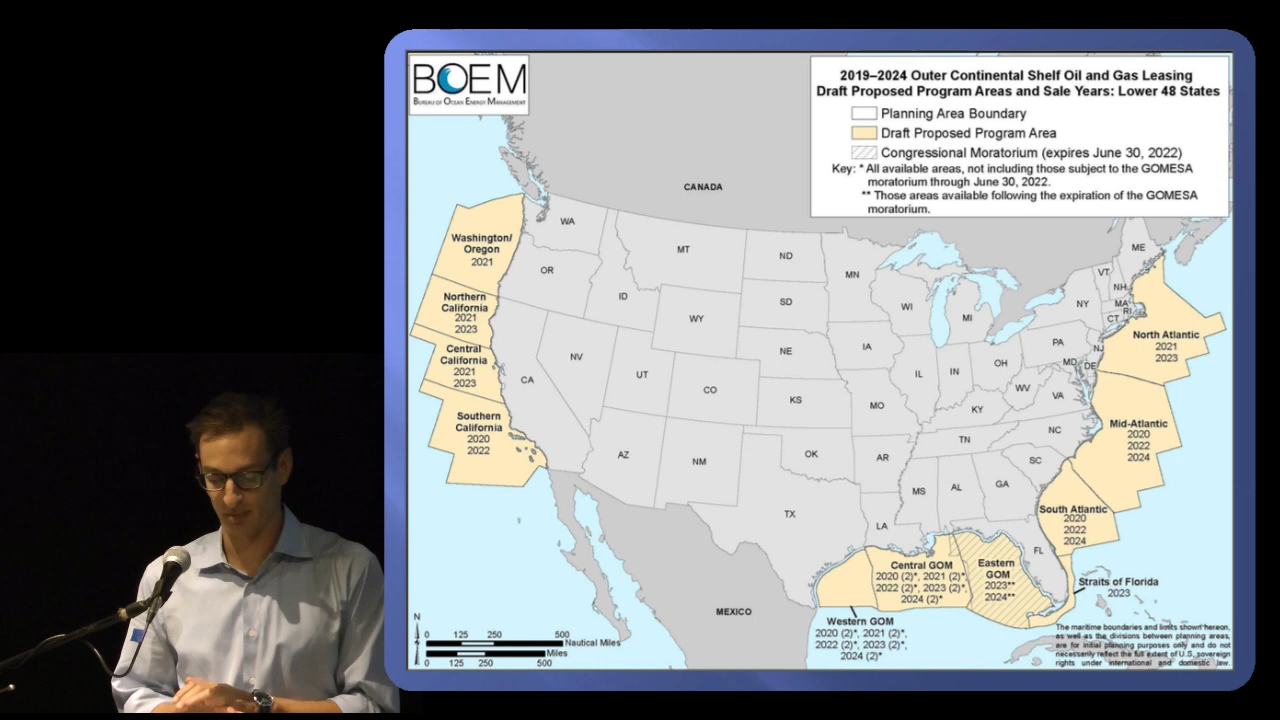 BOEM
BUREAU OF OCEAN ENERGY MANAGEMENT
2019–2024 Outer Continental Shelf Oil and Gas Leasing
Draft Proposed Program Areas and Sale Years: Lower 48 States
Planning Area Boundary
Draft Proposed Program Area
Congressional Moratorium (expires June 30, 2022)
Key: * All available areas, not including those subject to the GOMESA
moratorium through June 30, 2022.
** Those areas available following the expiration of the GOMESA
moratorium.
CANADA
Washington/
Oregon
2021
Northern
California
2021
2023
Central
California
2021
2023
Southern
California
2020
2022
WA
OR
ID
MT
WY
NV
CA
UT
CO
AZ
NM
ND
SD
NE
KS
OK
TX
MN
IA
MO
AR
LA
WI
IL
MI
IN
OH
KY
TN
MS
AL
GA
FL
SC
NC
VA
WV
PA
NY
VT
NH
ME
MA
RI
CT
NJ
MD
DE
North Atlantic
2021
2023
Mid-Atlantic
2020
2022
2024
South Atlantic
2020
2022
2024
Straits of Florida
2023
Eastern
GOM
2023**
2024**
Central GOM
2020 (2)*, 2021 (2)*,
2022 (2)*, 2023 (2)*,
2024 (2)*
Western GOM
2020 (2)*, 2021 (2)*,
2022 (2)*, 2023 (2)*,
2024 (2)*
MEXICO
N
0 125 250 500
Nautical Miles
Miles
0 125 250 500
The maritime boundaries and limits shown hereon,
as well as the divisions between planning areas,
are for initial planning purposes only and do not
necessarily reflect the full extent of U.S. sovereign
rights under international and domestic law.